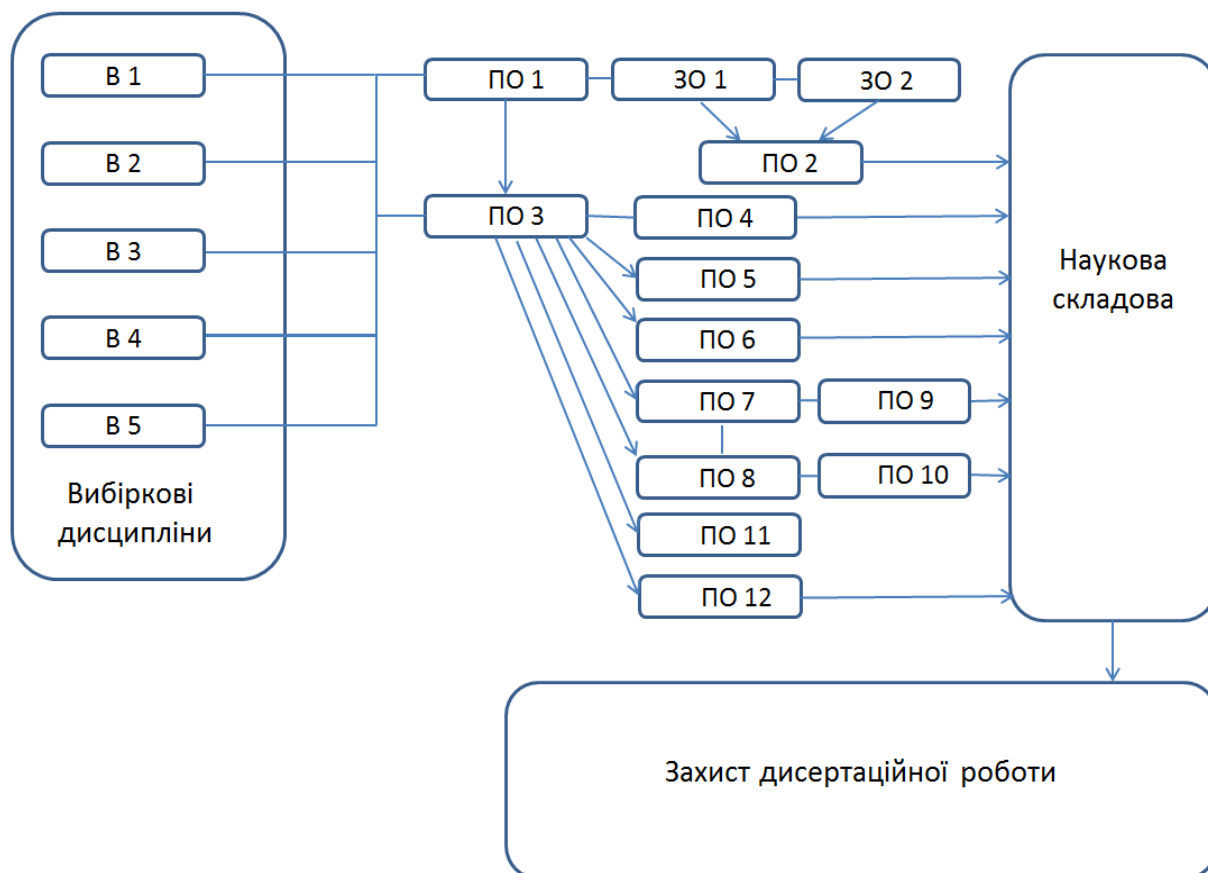 В 1
В 2
В 3
В 4
В 5
Вибіркові
дисципліни
ПО 1
ЗО 1
ЗО 2
ПО 2
ПО 3
ПО 4
ПО 5
ПО 6
ПО 7
ПО 9
ПО 8
ПО 10
ПО 11
ПО 12
Наукова
складова
Захист дисертаційної роботи